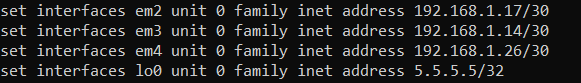 set interfaces em2 unit 0 family inet address 192.168.1.17/30
set interfaces em3 unit 0 family inet address 192.168.1.14/30
set interfaces em4 unit 0 family inet address 192.168.1.26/30
set interfaces lo0 unit 0 family inet address 5.5.5.5/32